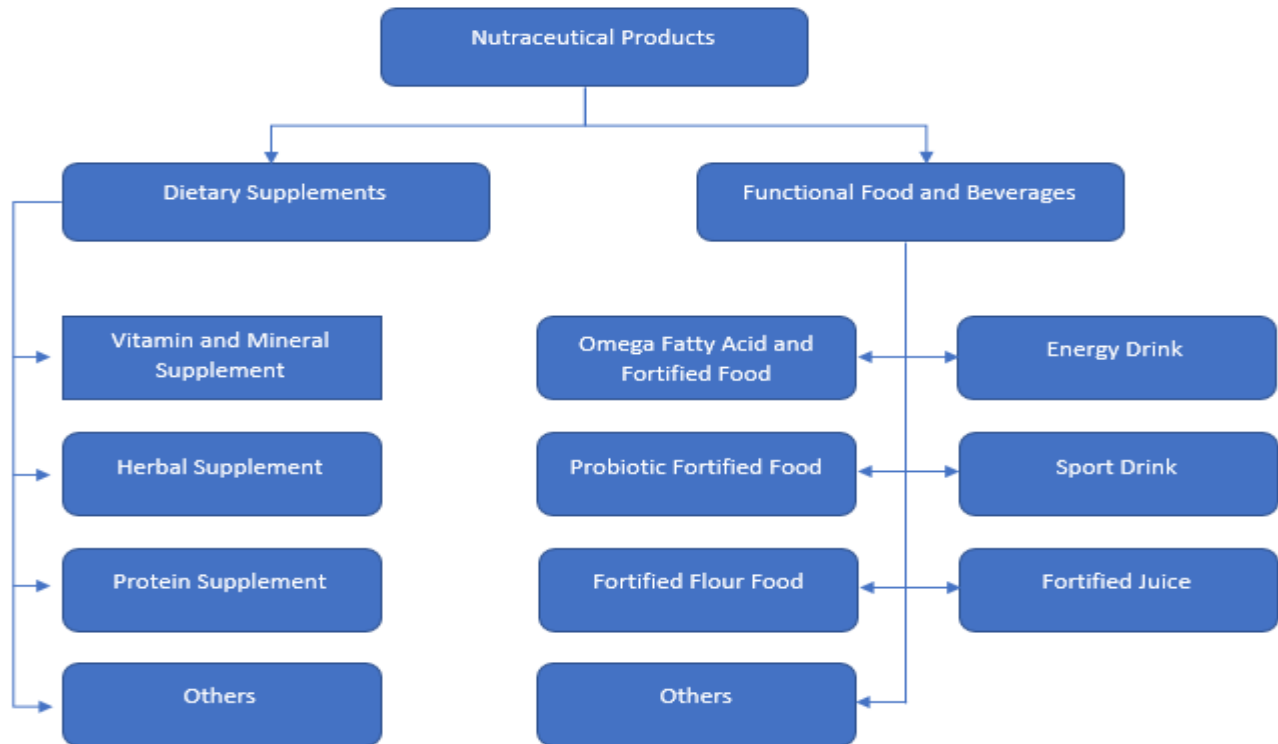 Nutraceutical Products
Dietary Supplements
Functional Food and Beverages
Vitamin and Mineral
Supplement
Omega Fatty Acid and
Fortified Food
Energy Drink
Herbal Supplement
Probiotic Fortified Food
Sport Drink
Protein Supplement
Fortified Flour Food
Fortified Juice
Others
Others